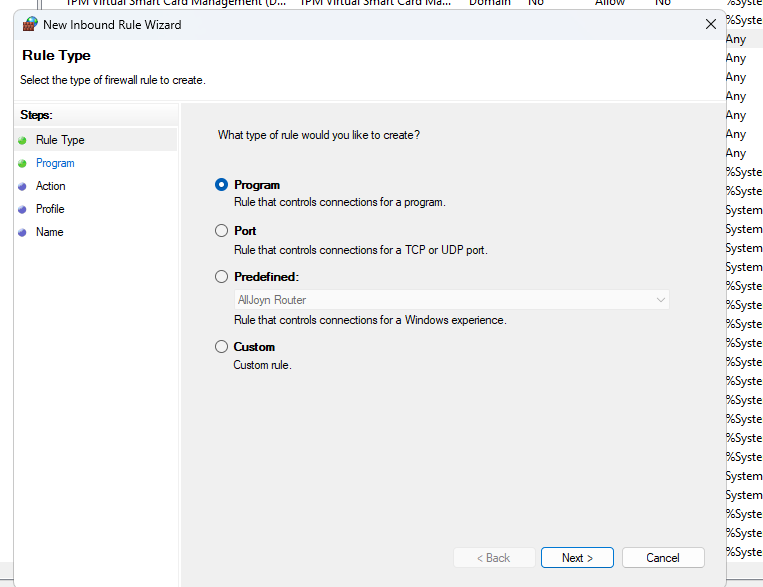 TPM Virtual Smart Card Management (D... TPM Virtual Smart Card Ma... Domain No Allow No %Syste
New Inbound Rule Wizard
%Syste
Any
Rule Type
Any
Select the type of firewall rule to create.
Any
Any
Steps:
Any
What type of rule would you like to create?
Any
Rule Type
Any
Program
%Syste
Action
Program
%Syste
Rule that controls connections for a program.
Profile
System
Port
System
Name
Rule that controls connections for a TCP or UDP port.
System
Predefined:
System
%Syste
AllJoyn Router
%Syste
Rule that controls connections for a Windows experience.
%Syste
Custom
%Syste
Custom rule.
%Syste
%Syste
%Syste
%Syste
%Syste
%Syste
System
System
%Syste
%Syste
< Back Next > Cancel
%Syste